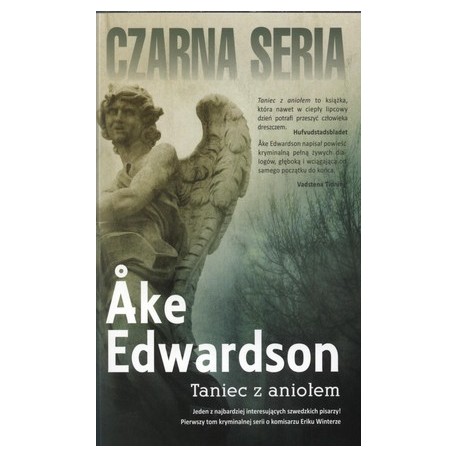 CZARNA SERIA
Taniec z aniołem to książka,
która nawet w ciepły lipcowy
dzień potrafi przeszyć człowieka
dreszczem.
Hufvudstadsbladet
Åke Edwardson napisał powieść
kryminalną pełną żywych dia-
logów, głęboką i wciągającą od
samego początku do końca.
Vadstena Tidning
Åke
Edwardson
Taniec z aniołem
Jeden z najbardziej interesujących szwedzkich pisarzy!
Pierwszy tom kryminalnej serii o komisarzu Eriku Winterze